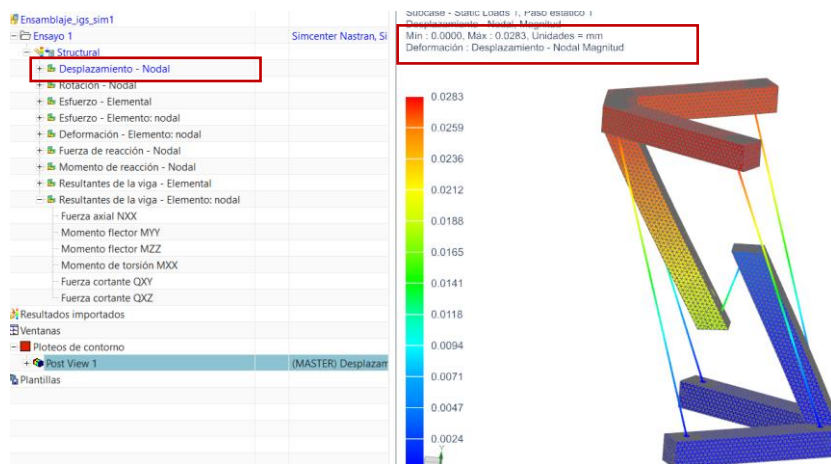 Ensamblaje_igs_sim1
Ensayo 1 Simcenter Nastran, Si
Structural
Desplazamiento - Nodal
Rotación - Nodal
Esfuerzo - Elemental
Esfuerzo - Elemento: nodal
Deformación - Elemento: nodal
Fuerza de reacción - Nodal
Momento de reacción - Nodal
Resultantes de la viga - Elemental
Resultantes de la viga - Elemento: nodal
Fuerza axial NXX
Momento flector MYY
Momento flector MZZ
Momento de torsión MXX
Fuerza cortante QXY
Fuerza cortante QXZ
Resultados importados
Ventanas
Ploteos de contorno
Post View 1 (MASTER) Desplazam
Plantillas
Subcase - Static Loads 1, Paso estático 1
Desplazamiento - Nodal, Magnitud
Min : 0.0000, Máx : 0.0283, Unidades = mm
Deformación : Desplazamiento - Nodal Magnitud
0.0283
0.0259
0.0236
0.0212
0.0188
0.0165
0.0141
0.0118
0.0094
0.0071
0.0047
0.0024
Y